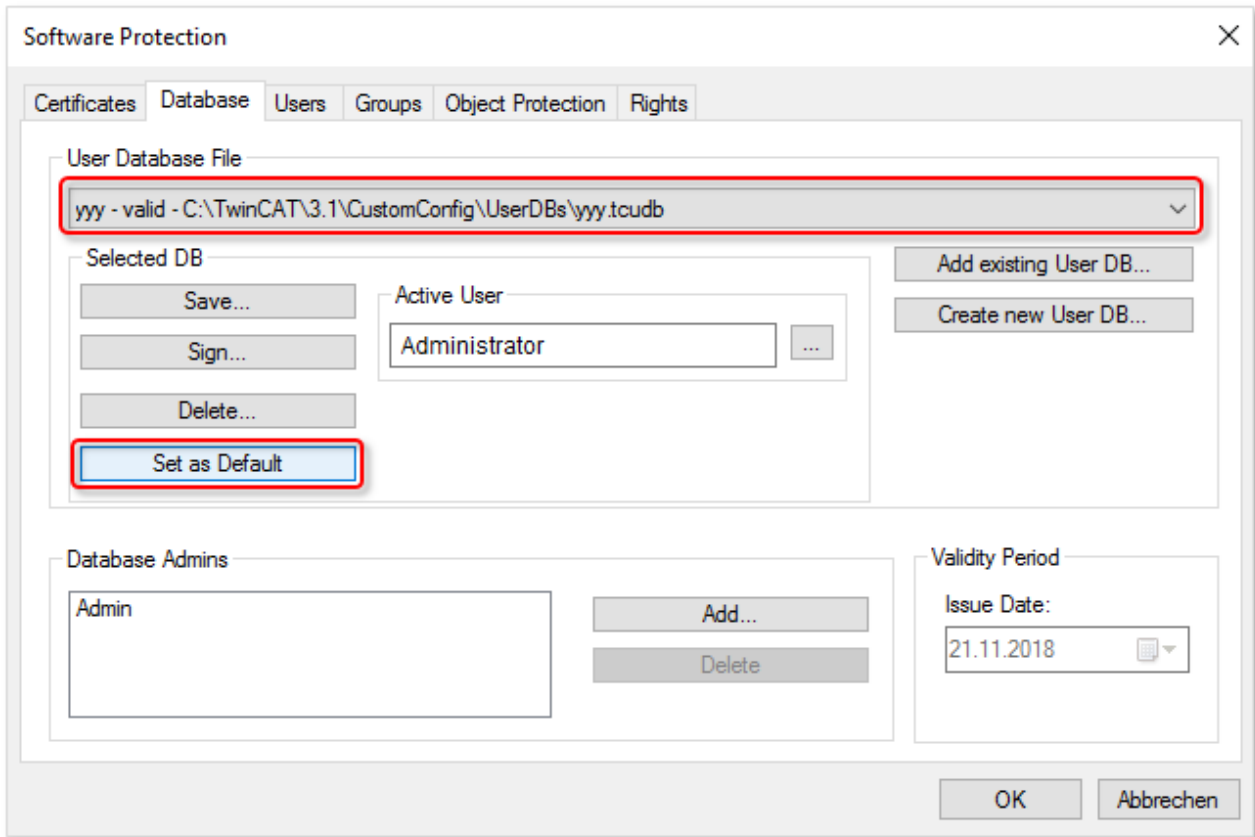 Software Protection
Certificates Database Users Groups Object Protection Rights
User Database File
yyy - valid - C:\TwinCAT\3.1\CustomConfig\UserDBs\yyy.tcudb
Selected DB
Save...
Sign...
Delete...
Set as Default
Active User
Administrator
...
Add existing User DB...
Create new User DB...
Database Admins
Admin
Add...
Delete
Validity Period
Issue Date:
21.11.2018
OK Abbrechen